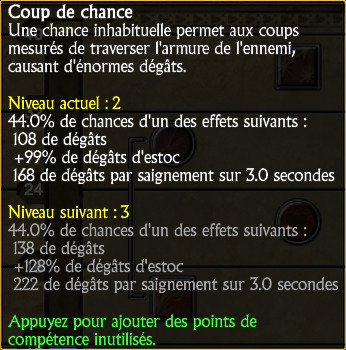 Coup de chance
Une chance inhabituelle permet aux coups
mesurés de traverser l'armure de l'ennemi,
causant d'énormes dégâts.
Niveau actuel : 2
44.0% de chances d'un des effets suivants :
108 de dégâts
+99% de dégâts d'estoc
168 de dégâts par saignement sur 3.0 secondes
Niveau suivant : 3
44.0% de chances d'un des effets suivants :
138 de dégâts
+128% de dégâts d'estoc
222 de dégâts par saignement sur 3.0 secondes
Appuyez pour ajouter des points de
compétence inutilisés.
24